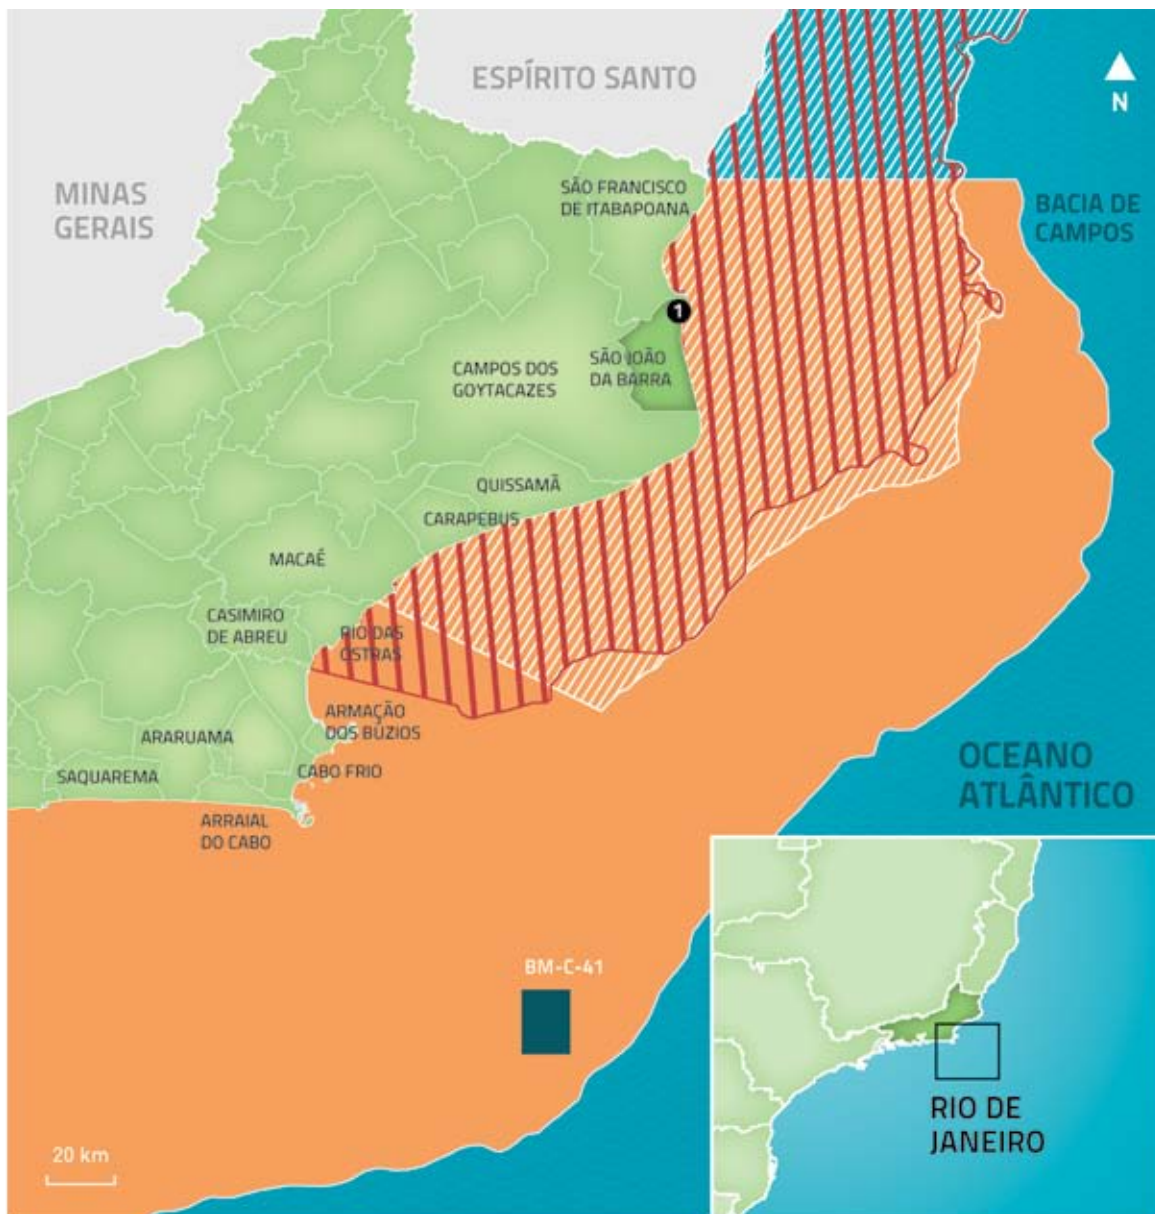 ESPÍRITO SANTO
N
MINAS
GERAIS
SÃO FRANCISCO
DE ITABAPOANA
BACIA DE
CAMPOS
1
CAMPOS DOS
GOYTACAZES
SÃO JOÃO
DA BARRA
QUISSAMÃ
CARAPEBUS
MACAÉ
CASIMIRO
DE ABREU
RIO DAS
OSTRAS
ARMAÇÃO
DOS BÚZIOS
ARARUAMA
SAQUAREMA
CABO FRIO
ARRAIAL
DO CABO
OCEANO
ATLÂNTICO
BM-C-41
RIO DE
JANEIRO
20 km